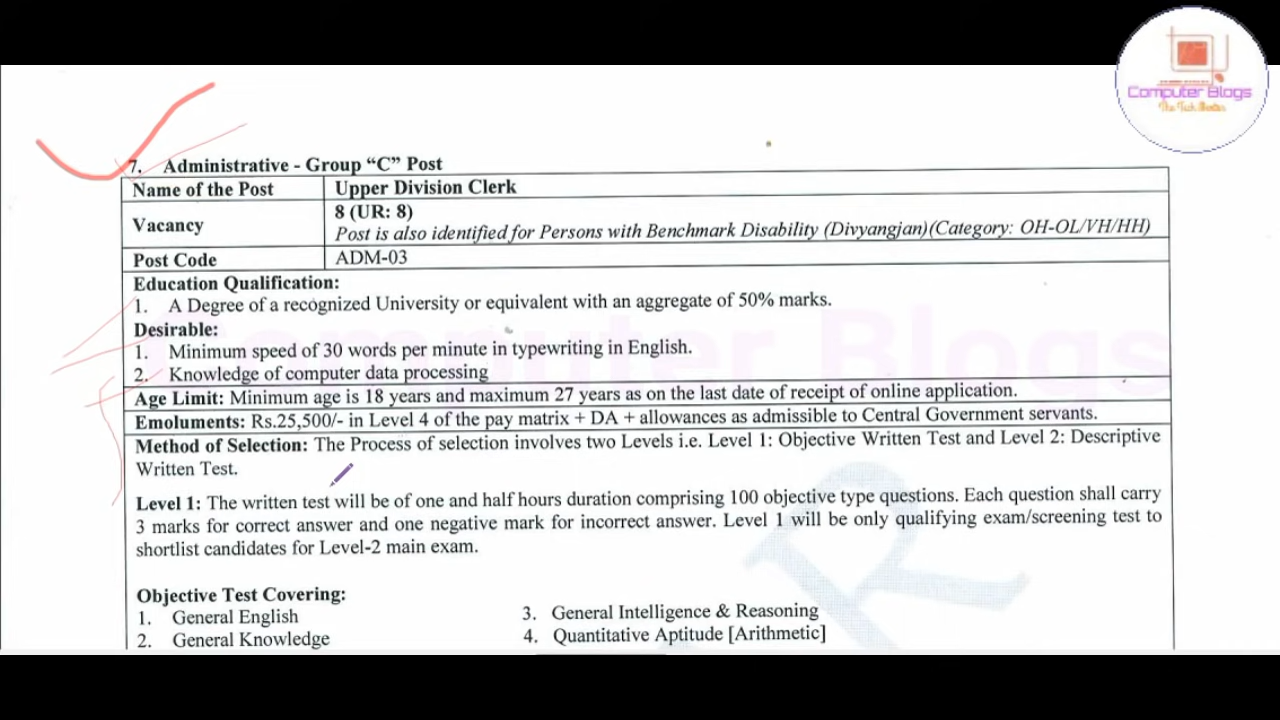 Computer Blogs
The Tech Master
7. Administrative - Group “C” Post
Name of the Post Upper Division Clerk
Vacancy 8 (UR: 8)
Post is also identified for Persons with Benchmark Disability (Divyangjan)(Category: OH-OL/VH/HH)
Post Code ADM-03
Education Qualification:
1. A Degree of a recognized University or equivalent with an aggregate of 50% marks.
Desirable:
1. Minimum speed of 30 words per minute in typewriting in English.
2. Knowledge of computer data processing
Age Limit: Minimum age is 18 years and maximum 27 years as on the last date of receipt of online application.
Emoluments: Rs.25,500/- in Level 4 of the pay matrix + DA + allowances as admissible to Central Government servants.
Method of Selection: The Process of selection involves two Levels i.e. Level 1: Objective Written Test and Level 2: Descriptive
Written Test.
Level 1: The written test will be of one and half hours duration comprising 100 objective type questions. Each question shall carry
3 marks for correct answer and one negative mark for incorrect answer. Level 1 will be only qualifying exam/screening test to
shortlist candidates for Level-2 main exam.
Objective Test Covering:
1. General English 3. General Intelligence & Reasoning
2. General Knowledge 4. Quantitative Aptitude [Arithmetic]
Computer Blogs
R